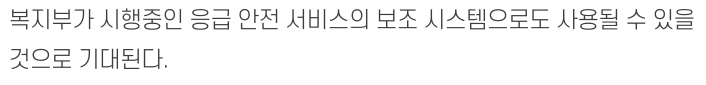 복지부가 시행중인 응급 안전 서비스의 보조 시스템으로도 사용될 수 있을
것으로 기대된다.